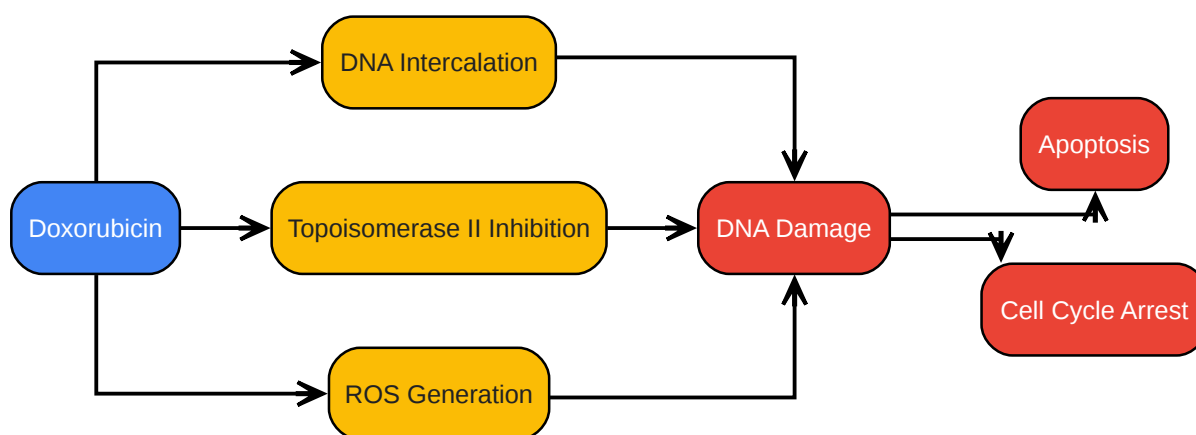 DNA Intercalation
Apoptosis
Doxorubicin
Topoisomerase II Inhibition
DNA Damage
Cell Cycle Arrest
ROS Generation